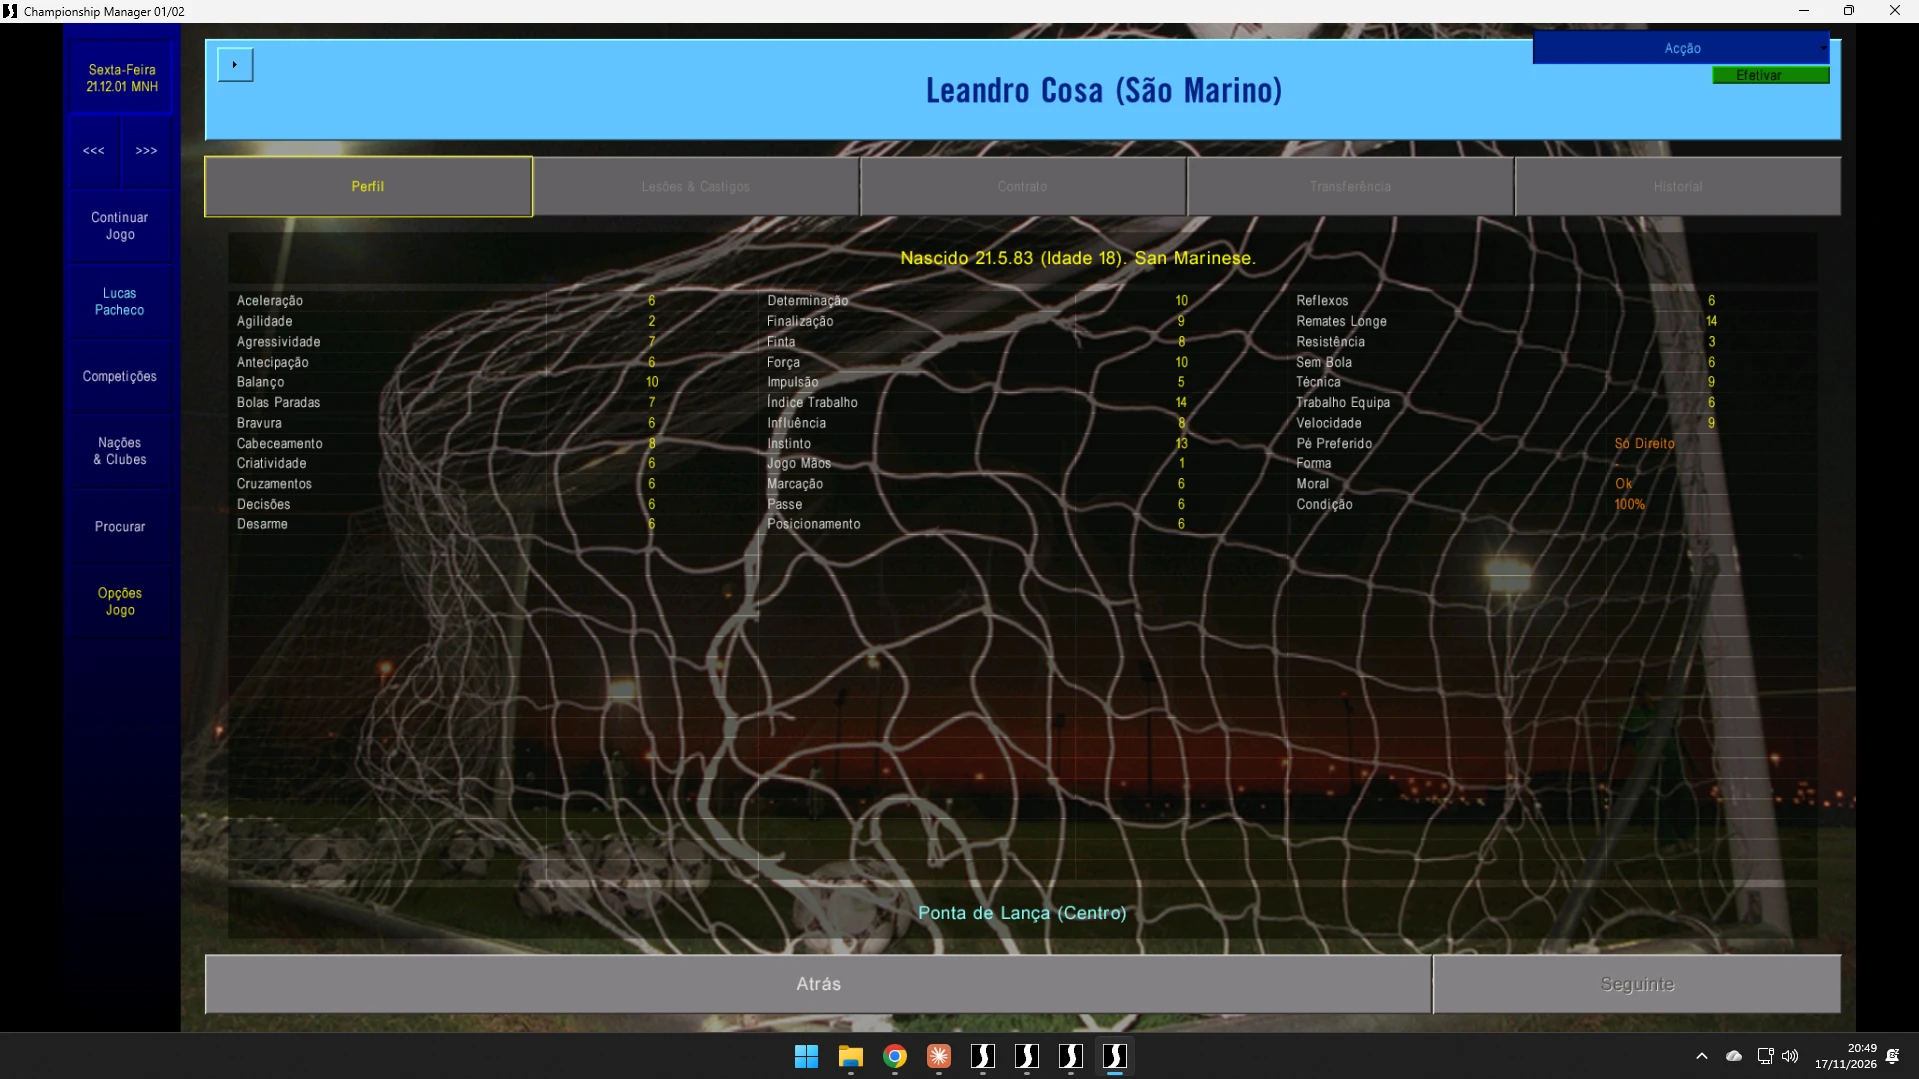 Championship Manager 01/02
Sexta-Feira
21.12.01 MNH
<<<
>>>
Continuar
Jogo
Lucas
Pacheco
Competições
Nações
& Clubes
Procurar
Opções
Jogo
Leandro Cosa (São Marino)
Acção
Efetivar
Perfil
Lesões & Castigos
Contrato
Transferência
Historial
Nascido 21.5.83 (Idade 18). San Marinese.
Aceleração 6
Agilidade 2
Agressividade 7
Antecipação 6
Balanço 10
Bolas Paradas 7
Bravura 6
Cabeceamento 8
Criatividade 6
Cruzamentos 6
Decisões 6
Desarme 6
Determinação 10
Finalização 9
Finta 8
Força 10
Impulsão 5
Índice Trabalho 14
Influência 8
Instinto 13
Jogo Mãos 1
Marcação 6
Passe 6
Posicionamento 6
Reflexos 6
Remates Longe 14
Resistência 3
Sem Bola 6
Técnica 9
Trabalho Equipa 6
Velocidade 9
Pé Preferido Só Direito
Forma -
Moral Ok
Condição 100%
Ponta de Lança (Centro)
Atrás
Seguinte
20:49
17/11/2026